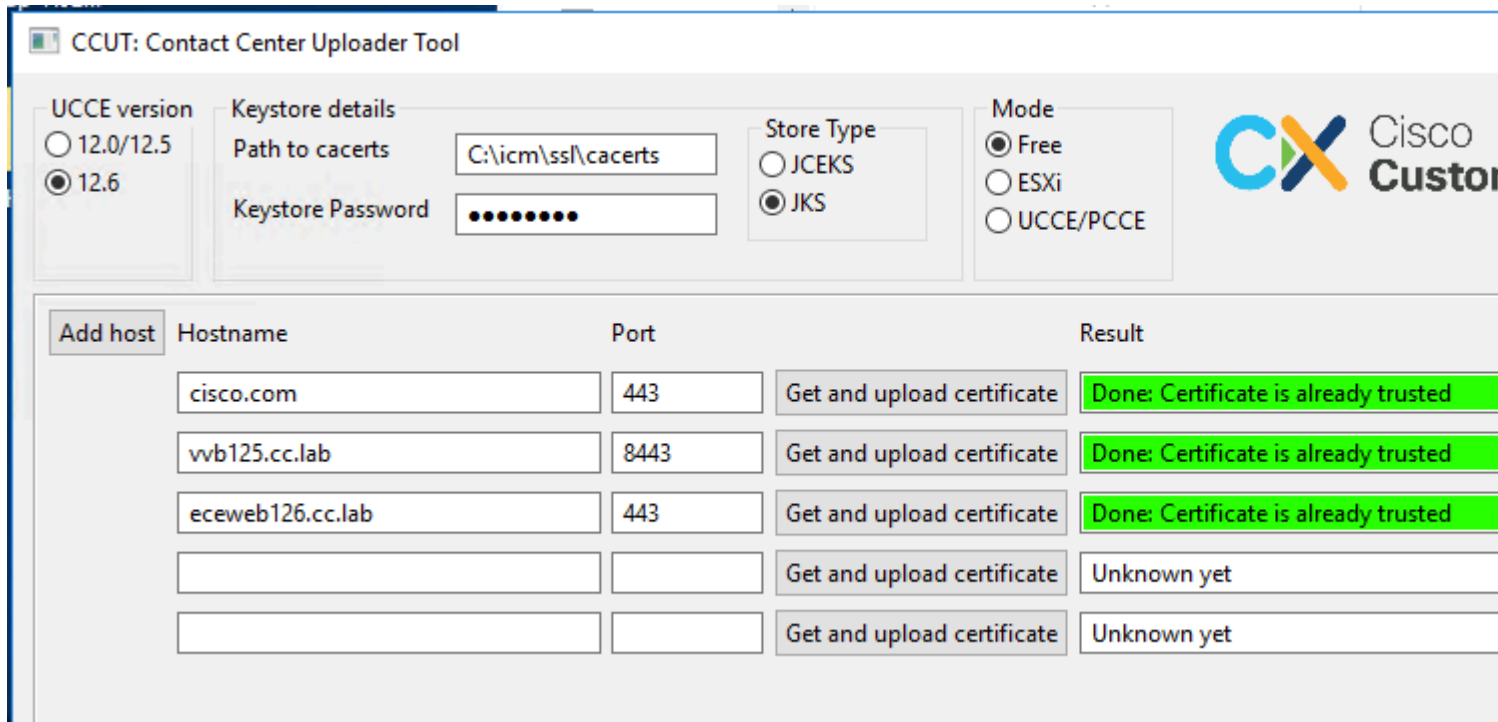 CCUT: Contact Center Uploader Tool
UCCE version
12.0/12.5
12.6
Keystore details
Path to cacerts
C:\icm\ssl\cacerts
Keystore Password
●●●●●●●●
Store Type
JCEKS
JKS
Mode
Free
ESXi
UCCE/PCCE
CX
Cisco
Custor
Add host Hostname Port Result
cisco.com 443 Get and upload certificate Done: Certificate is already trusted
vvb125.cc.lab 8443 Get and upload certificate Done: Certificate is already trusted
eceweb126.cc.lab 443 Get and upload certificate Done: Certificate is already trusted
Get and upload certificate Unknown yet
Get and upload certificate Unknown yet